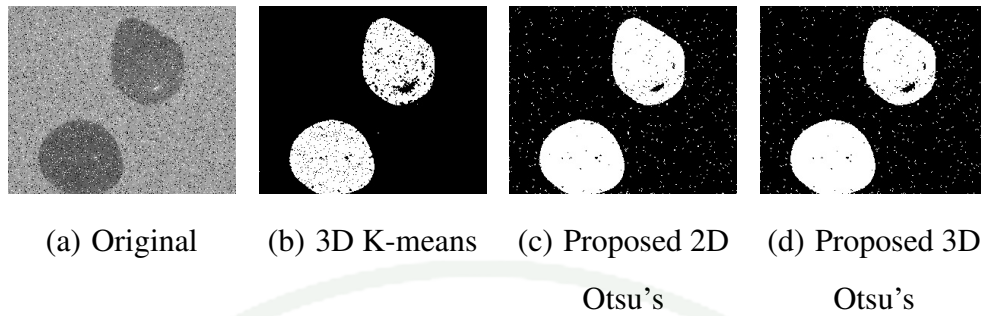 (a) Original (b) 3D K-means (c) Proposed 2D (d) Proposed 3D
Otsu's Otsu's